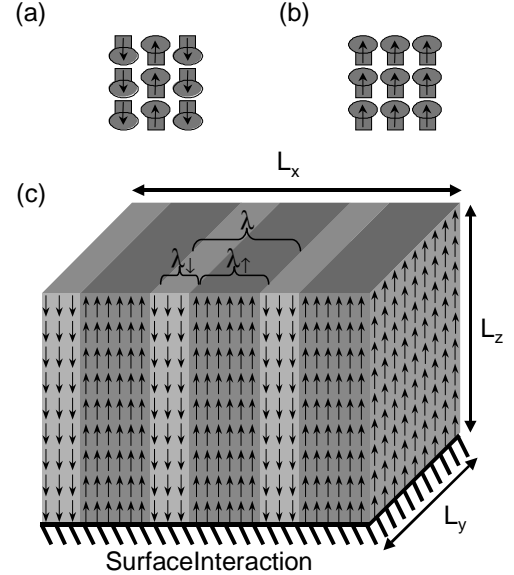 (a)
(b)
Lx
(c)
λ
λ↓
λ↑
Lz
Ly
SurfaceInteraction